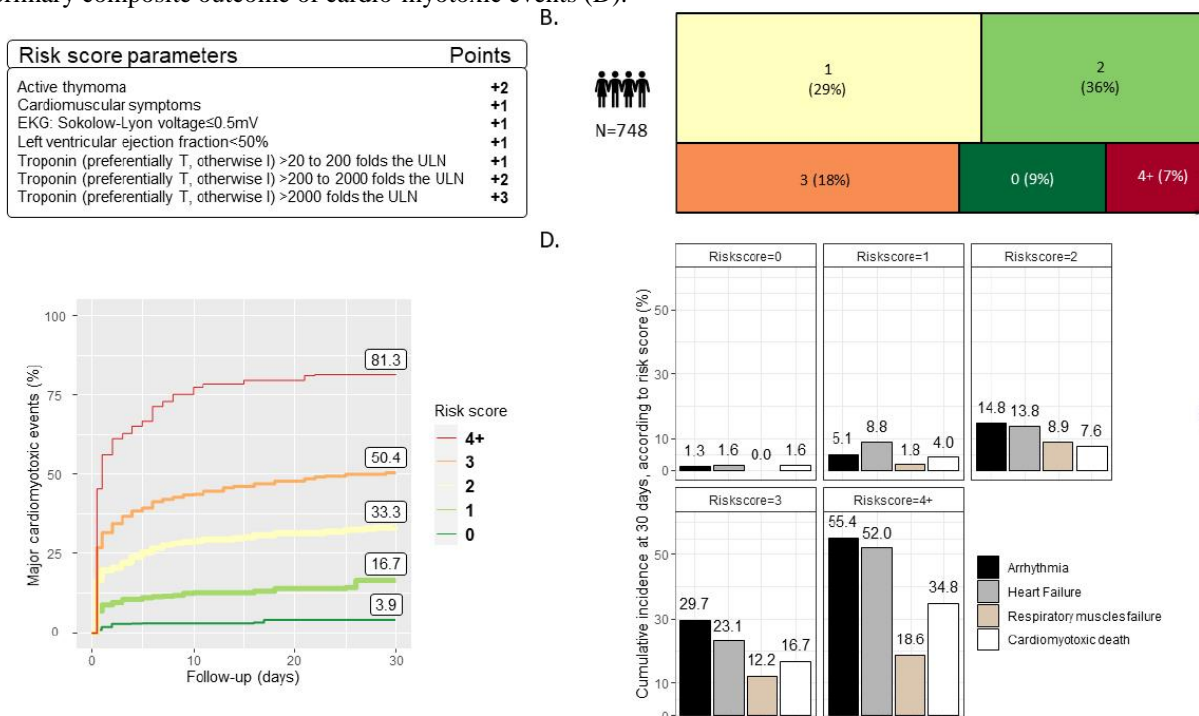 primary composite outcome of cardio-myotoxic events (D).
B.
Risk score parameters Points
Active thymoma +2
Cardiomuscular symptoms +1
EKG: Sokolow-Lyon voltage≤0.5mV +1
Left ventricular ejection fraction<50% +1
Troponin (preferentially T, otherwise I) >20 to 200 folds the ULN +1
Troponin (preferentially T, otherwise I) >200 to 2000 folds the ULN +2
Troponin (preferentially T, otherwise I) >2000 folds the ULN +3
N=748
1
(29%)
2
(36%)
3 (18%)
0 (9%)
4+ (7%)
Major cardiomyotoxic events (%)
100
75
50
25
0
81.3
50.4
33.3
16.7
3.9
0 10 20 30
Follow-up (days)
Risk score
4+
3
2
1
0
D.
Cumulative incidence at 30 days, according to risk score (%)
Riskscore=0
Riskscore=1
Riskscore=2
50
30
10
0
1.3 1.6 0.0 1.6
5.1 8.8 1.8 4.0
14.8 13.8 8.9 7.6
Riskscore=3
Riskscore=4+
50
30
10
0
29.7 23.1 12.2 16.7
55.4 52.0 18.6 34.8
Arrhythmia
Heart Failure
Respiratory muscles failure
Cardiomyotoxic death